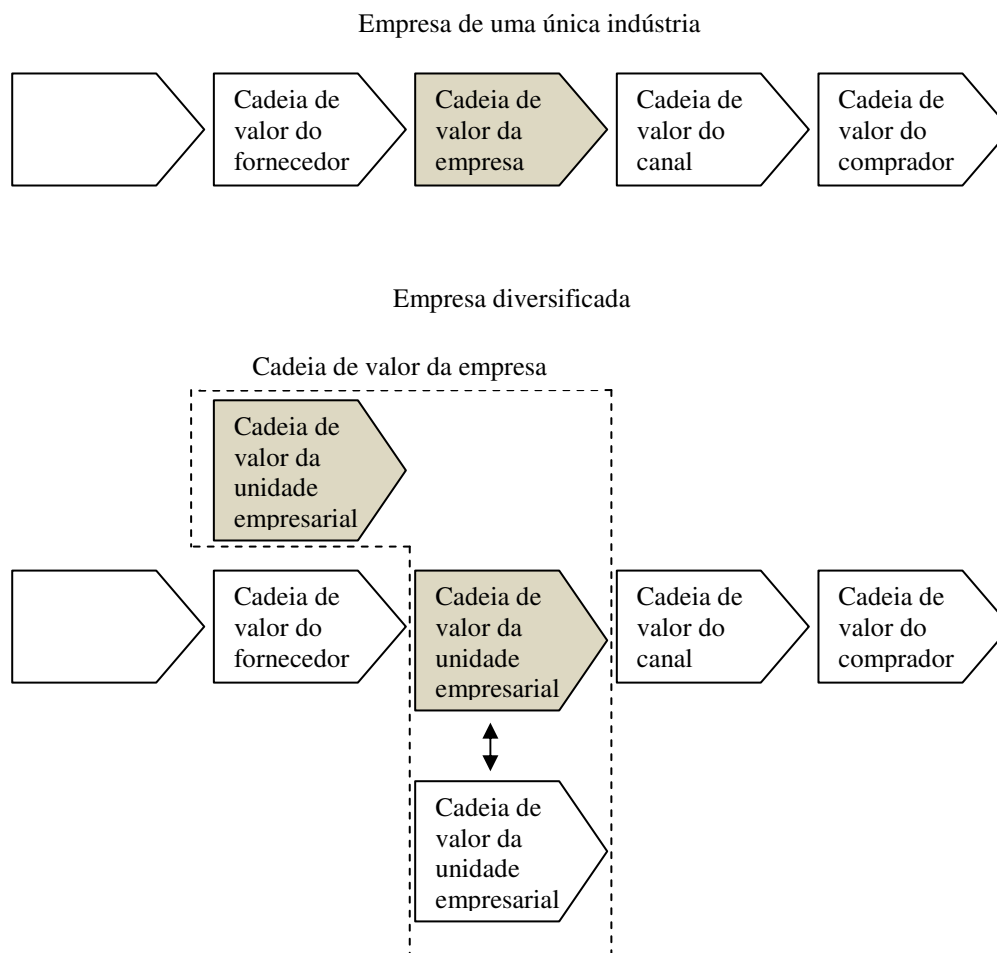 Empresa de uma única indústria
Cadeia de
valor do
fornecedor
Cadeia de
valor da
empresa
Cadeia de
valor do
canal
Cadeia de
valor do
comprador
Empresa diversificada
Cadeia de valor da empresa
Cadeia de
valor da
unidade
empresarial
Cadeia de
valor do
fornecedor
Cadeia de
valor da
unidade
empresarial
Cadeia de
valor do
canal
Cadeia de
valor do
comprador
Cadeia de
valor da
unidade
empresarial